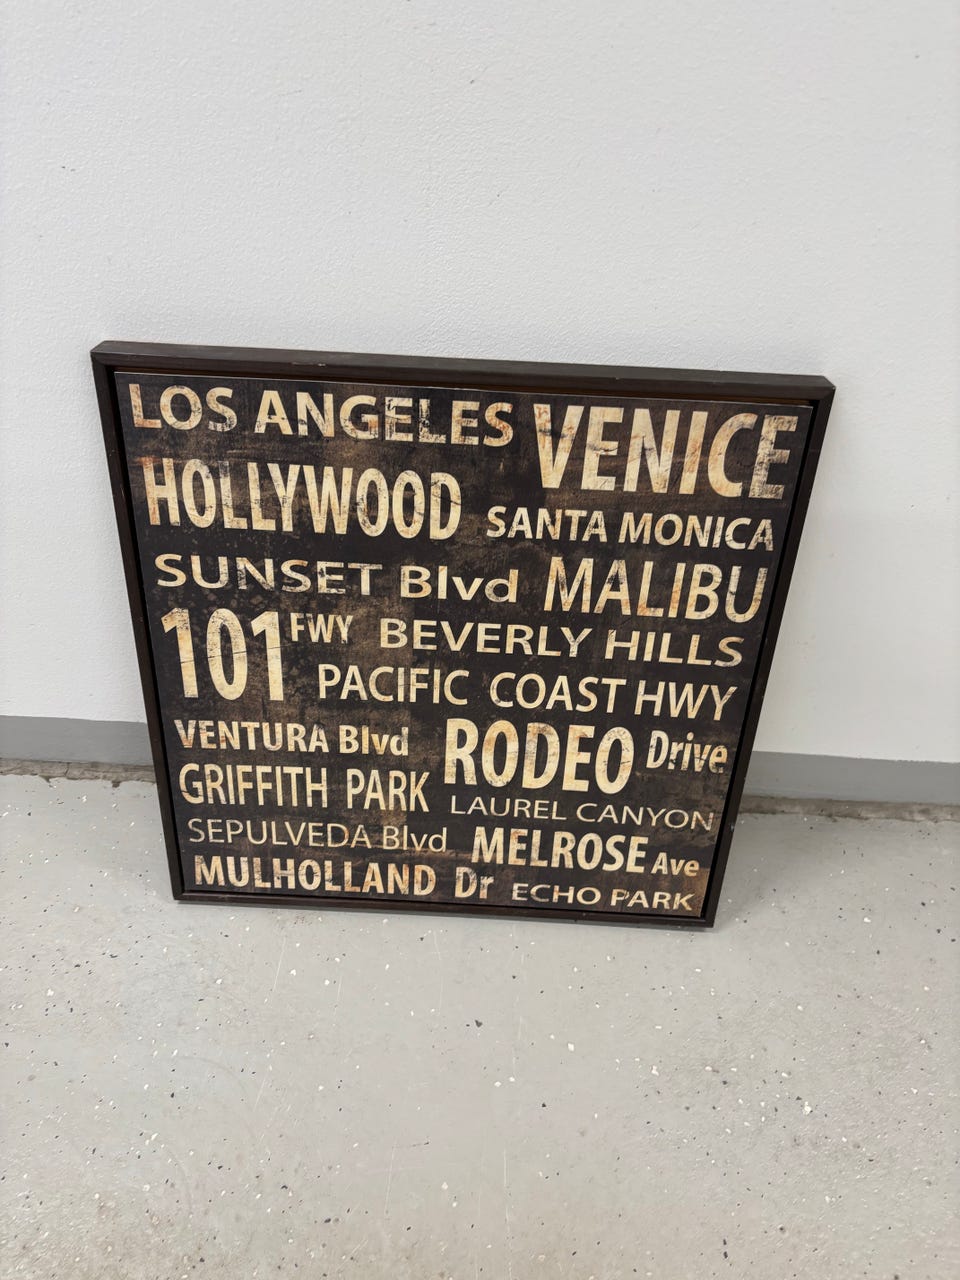 LOS ANGELES VENICE
HOLLYWOOD SANTA MONICA
SUNSET Blvd MALIBU
101 FWY BEVERLY HILLS
PACIFIC COAST HWY
VENTURA Blvd RODEO Drive
GRIFFITH PARK LAUREL CANYON
SEPULVEDA Blvd MELROSE Ave
MULHOLLAND Dr ECHO PARK